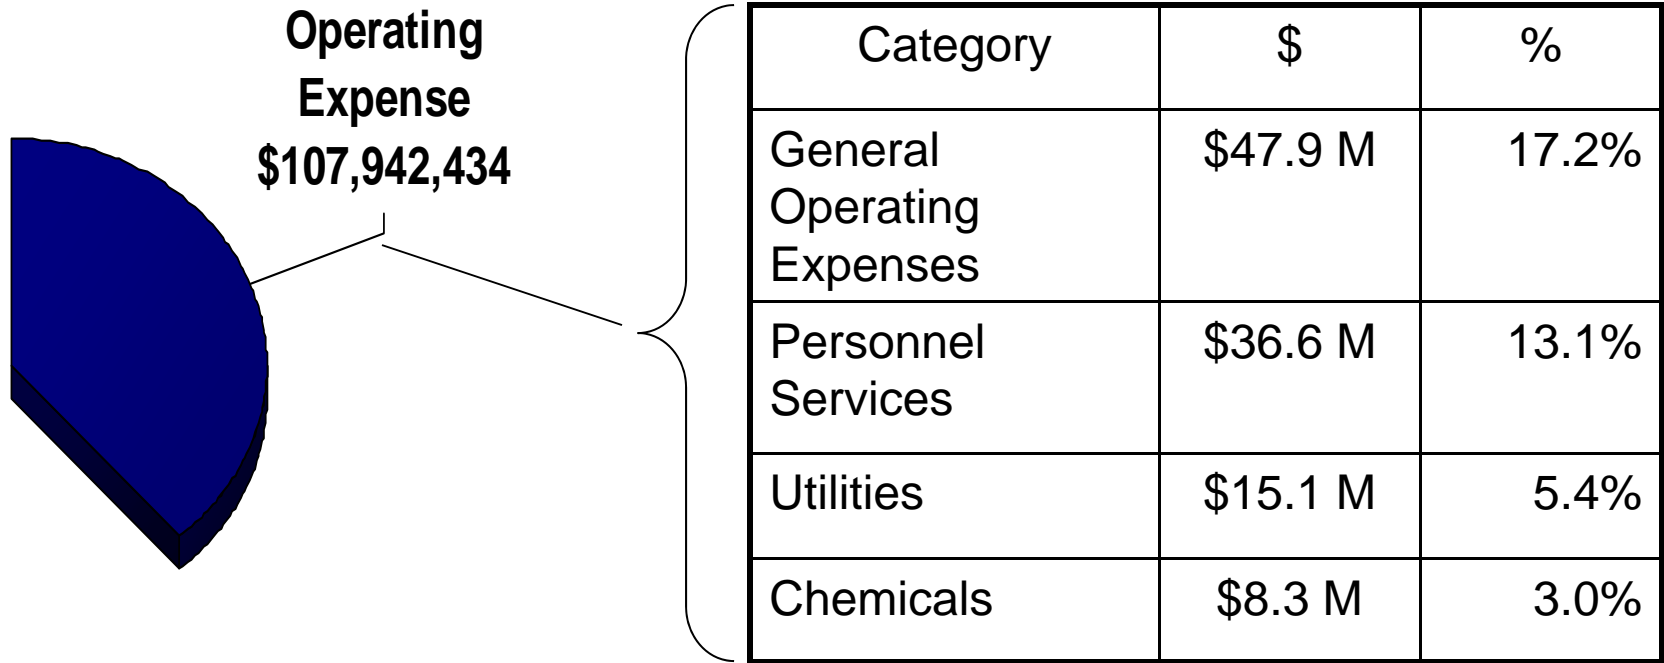 Operating
Expense
$107,942,434
Category $ %
General $47.9 M 17.2%
Operating
Expenses
Personnel $36.6 M 13.1%
Services
Utilities $15.1 M 5.4%
Chemicals $8.3 M 3.0%